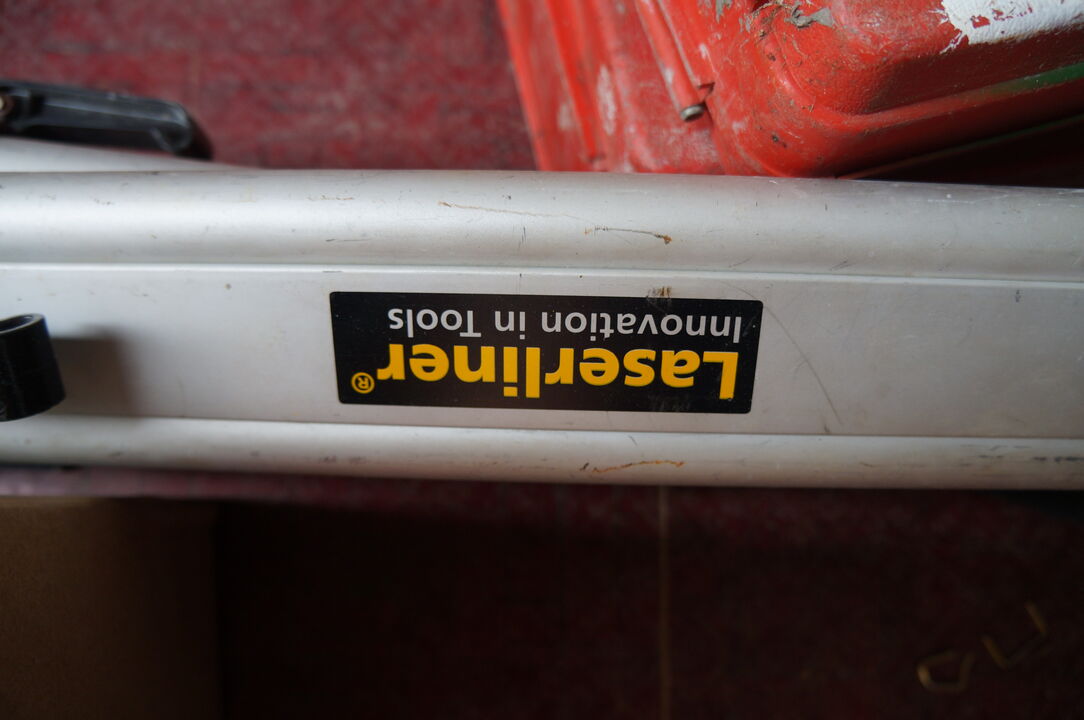 Laserliner®
Innovation in Tools